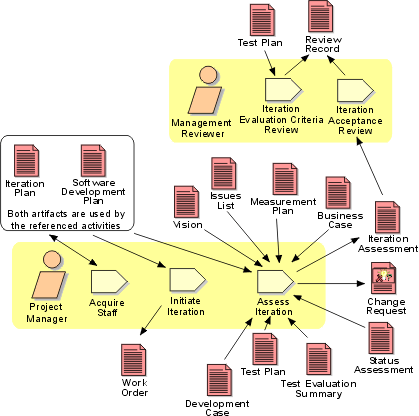 Test Plan
Review
Record
Management
Reviewer
Iteration
Evaluation Criteria
Review
Iteration
Acceptance
Review
Iteration
Plan
Software
Development
Plan
Both artifacts are used by
the referenced activities
Vision
Issues
List
Measurement
Plan
Business
Case
Iteration
Assessment
Project
Manager
Acquire
Staff
Initiate
Iteration
Assess
Iteration
Change
Request
Work
Order
Development
Case
Test Plan
Test Evaluation
Summary
Status
Assessment